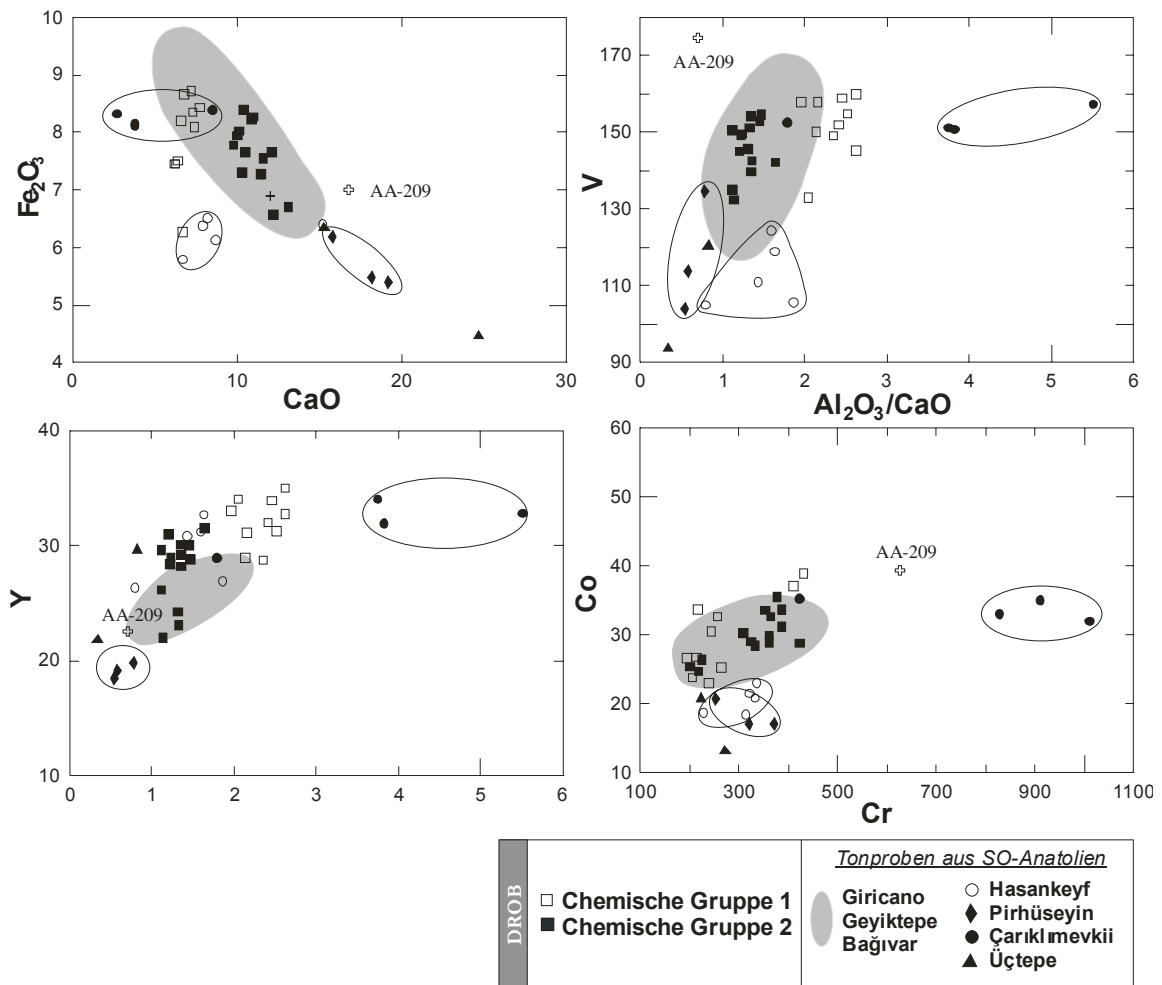 10
9
8
7
6
5
4
Fe2O3
AA-209
0
10
20
30
CaO
170
150
130
110
90
V
AA-209
0
1
2
3
4
5
6
Al2O3/CaO
40
30
20
10
Y
AA-209
0
1
2
3
4
5
6
60
50
40
30
20
10
Co
AA-209
100
300
500
700
900
1100
Cr
DROB
Chemische Gruppe 1
Chemische Gruppe 2
Tonproben aus SO-Anatolien
Giricano
Geyiktepe
Bağıvar
Hasankeyf
Pirhüseyin
Çarıklımevkii
Üçtepe